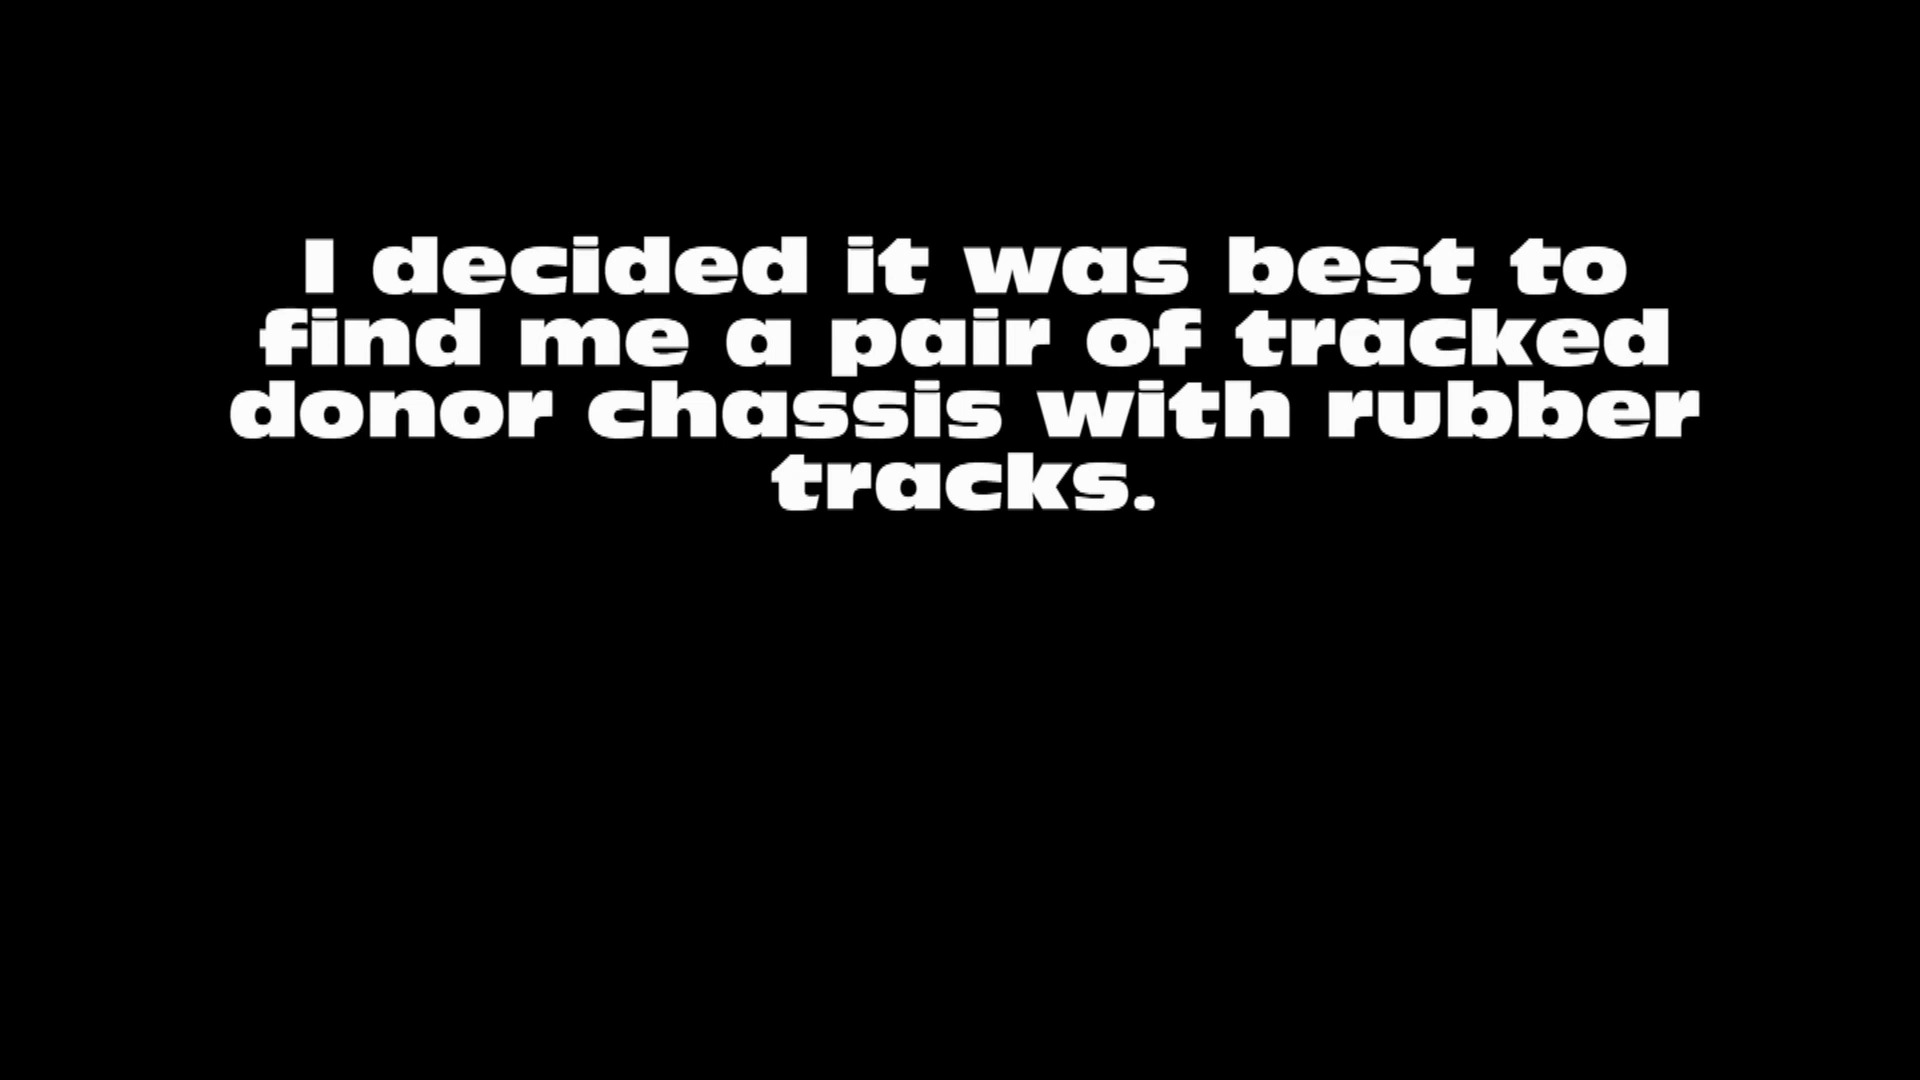 I decided it was best to
find me a pair of tracked
donor chassis with rubber
tracks.